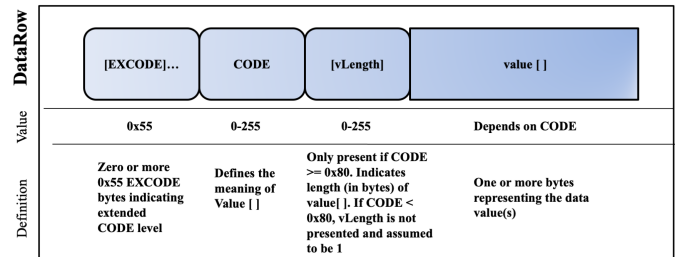 DataRow
[EXCODE]...
CODE
[vLength]
value [ ]
Value
0x55
0-255
0-255
Depends on CODE
Definition
Zero or more
0x55 EXCODE
bytes indicating
extended
CODE level
Defines the
meaning of
Value [ ]
Only present if CODE
>= 0x80. Indicates
length (in bytes) of
value[ ]. If CODE <
0x80, vLength is not
presented and assumed
to be 1
One or more bytes
representing the data
value(s)